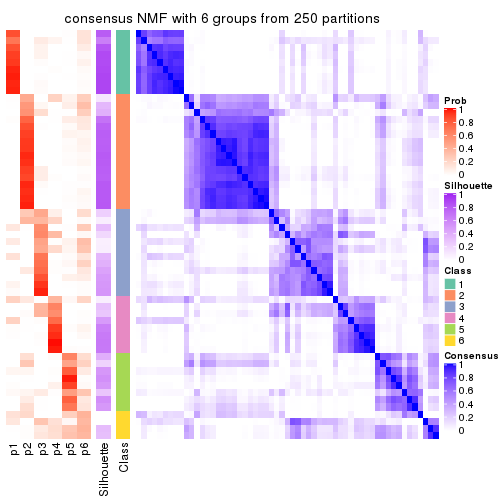 consensus NMF with 6 groups from 250 partitions
Prob
1
0.8
0.6
0.4
0.2
0
Silhouette
1
0.8
0.6
0.4
0.2
0
Class
1
2
3
4
5
6
Consensus
1
0.8
0.6
0.4
0.2
0
p1
p2
p3
p4
p5
p6
Silhouette
Class